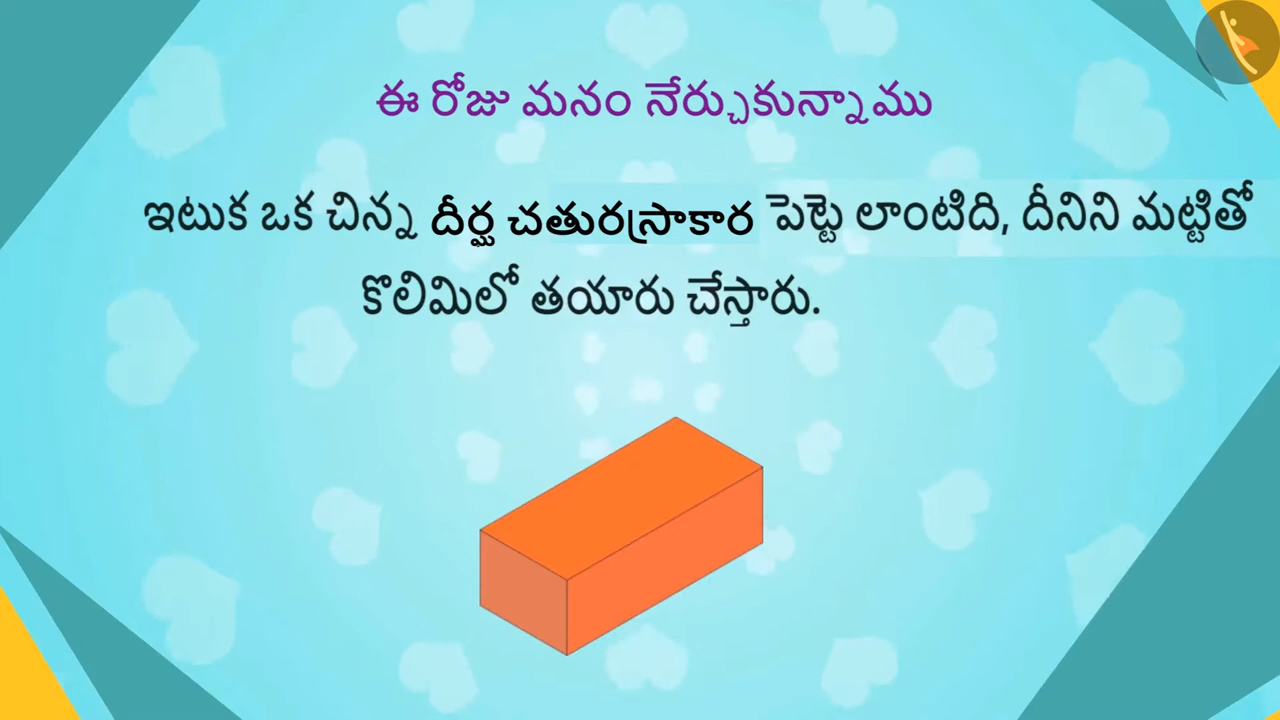 ఈ రోజు మనం నేర్చుకున్నాము
ఇటుక ఒక చిన్న దీర్ఘ చతురస్రాకార పెట్టె లాంటిది, దీనిని మట్టితో
కొలిమిలో తయారు చేస్తారు.